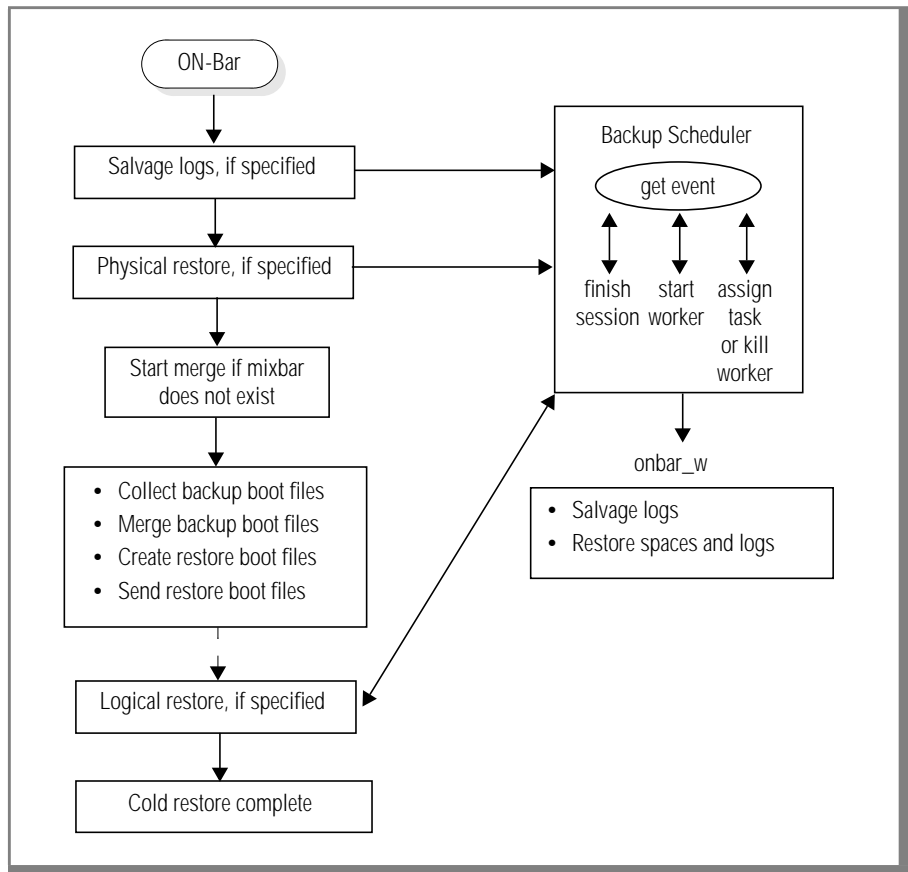 ON-Bar
Salvage logs, if specified
Physical restore, if specified
Start merge if mixbar
does not exist
• Collect backup boot files
• Merge backup boot files
• Create restore boot files
• Send restore boot files
Logical restore, if specified
Cold restore complete
Backup Scheduler
get event
finish
session
start
worker
assign
task
or kill
worker
onbar_w
• Salvage logs
• Restore spaces and logs